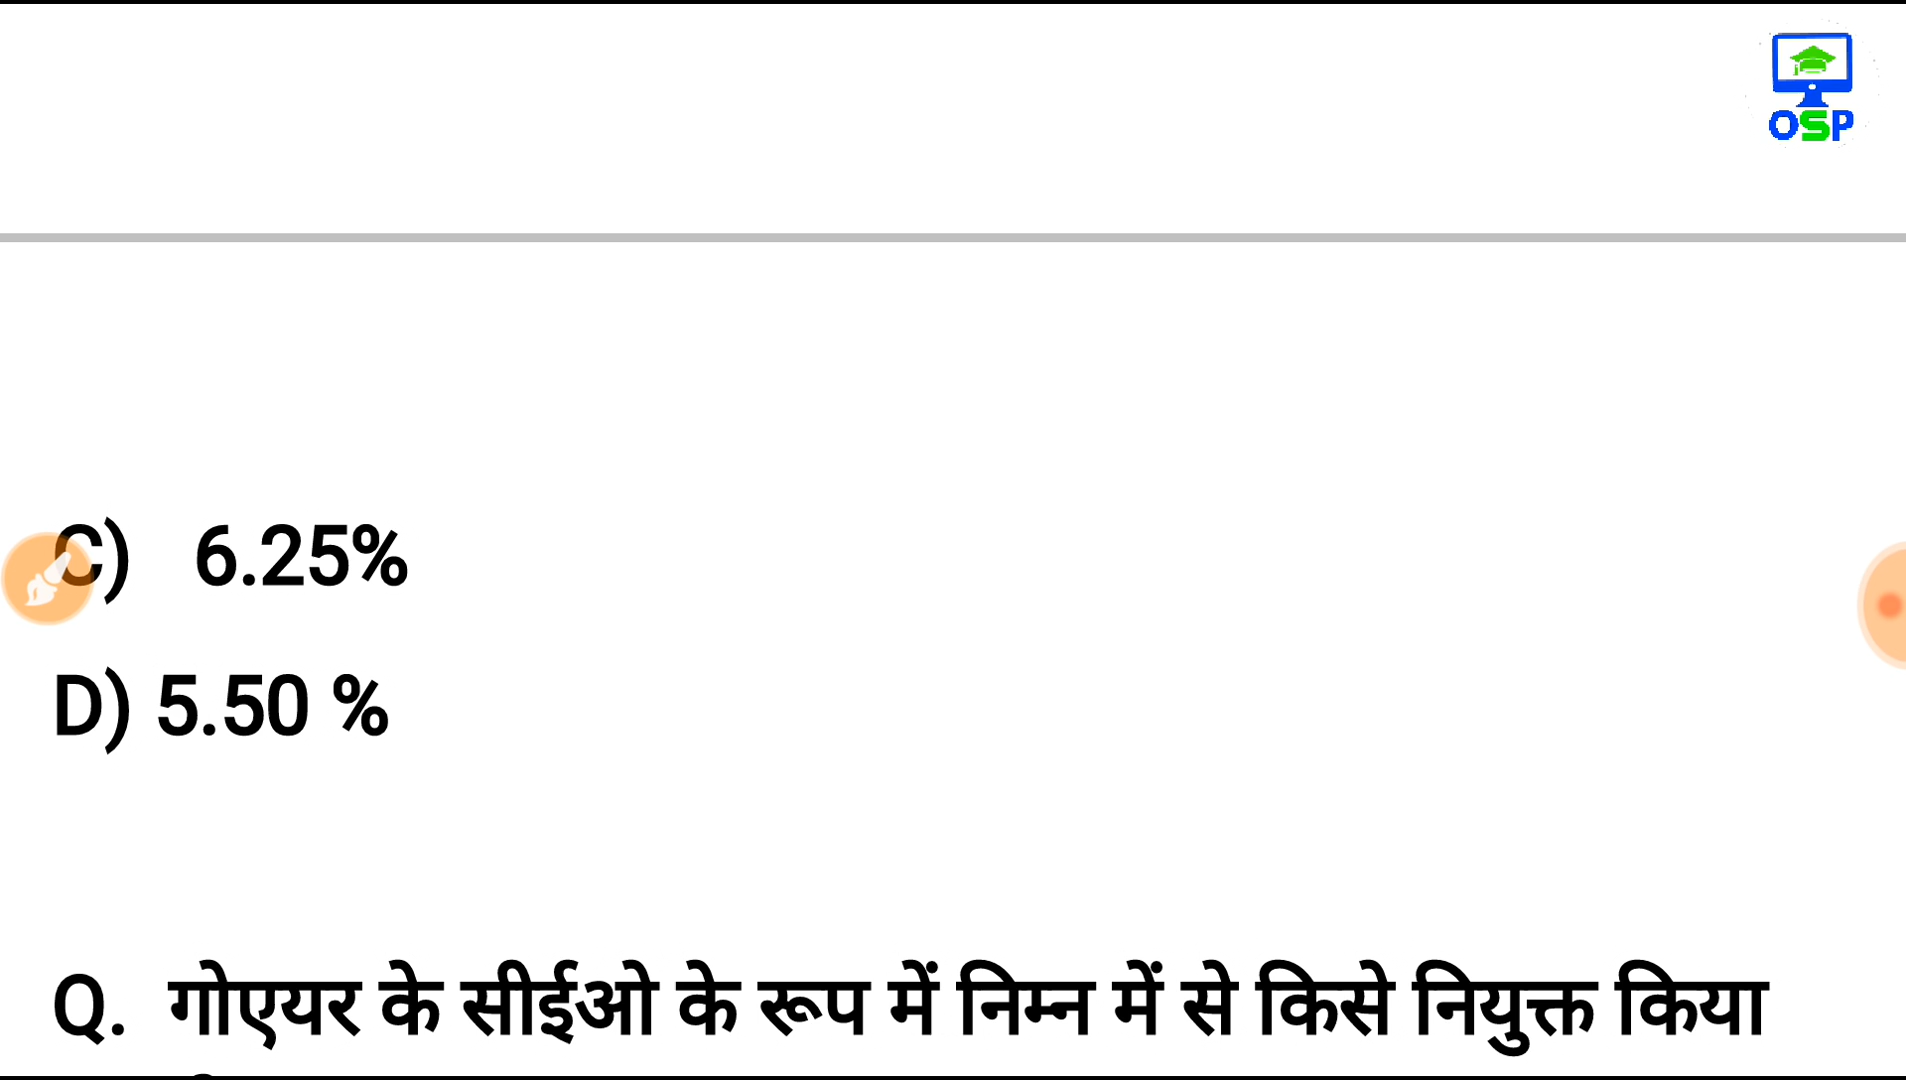 OSP
C) 6.25%
D) 5.50 %
Q. गोएयर के सीईओ के रूप में निम्न में से किसे नियुक्त किया